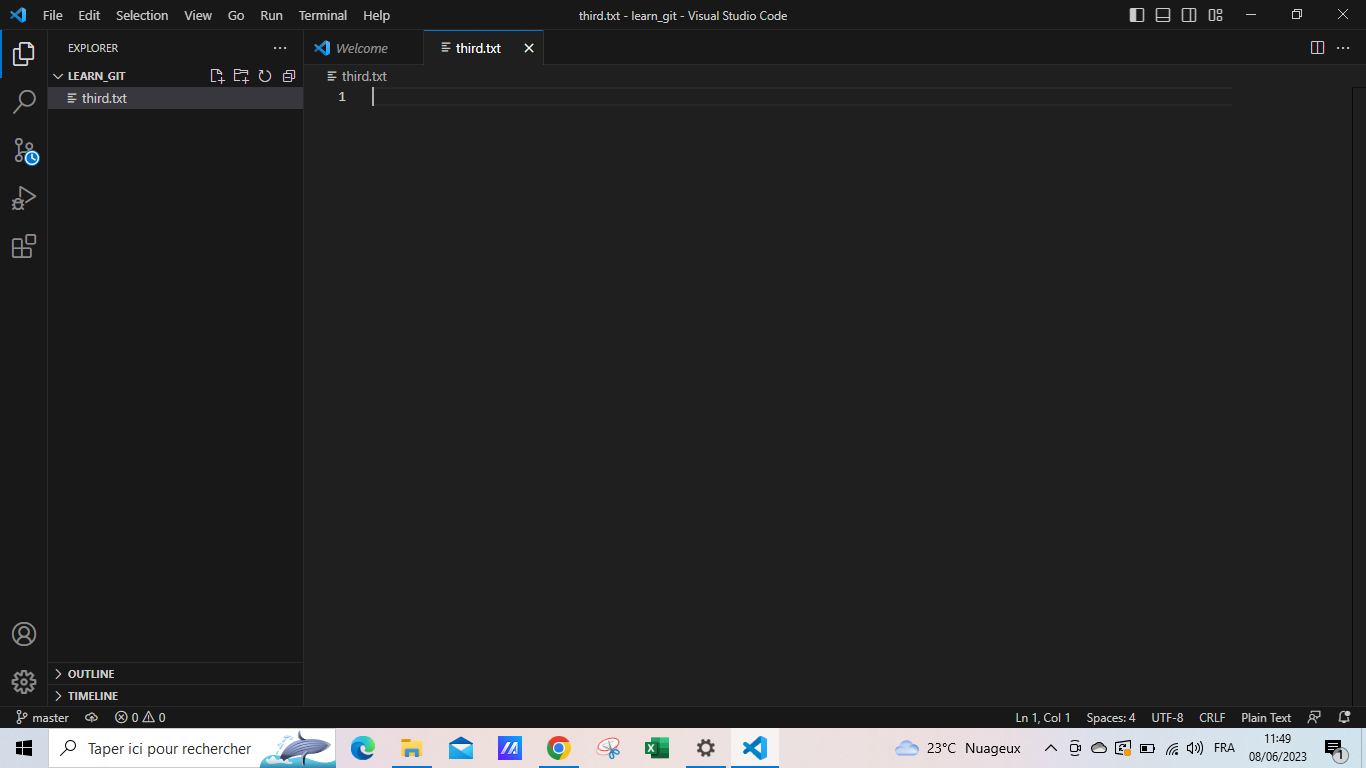 File Edit Selection View Go Run Terminal Help
third.txt - learn_git - Visual Studio Code
EXPLORER
Welcome
third.txt
LEARN_GIT
third.txt
third.txt
1
OUTLINE
TIMELINE
master
0 0
Ln 1, Col 1 Spaces: 4 UTF-8 CRLF Plain Text
Taper ici pour rechercher
23°C Nuageux
FRA
11:49
08/06/2023
1